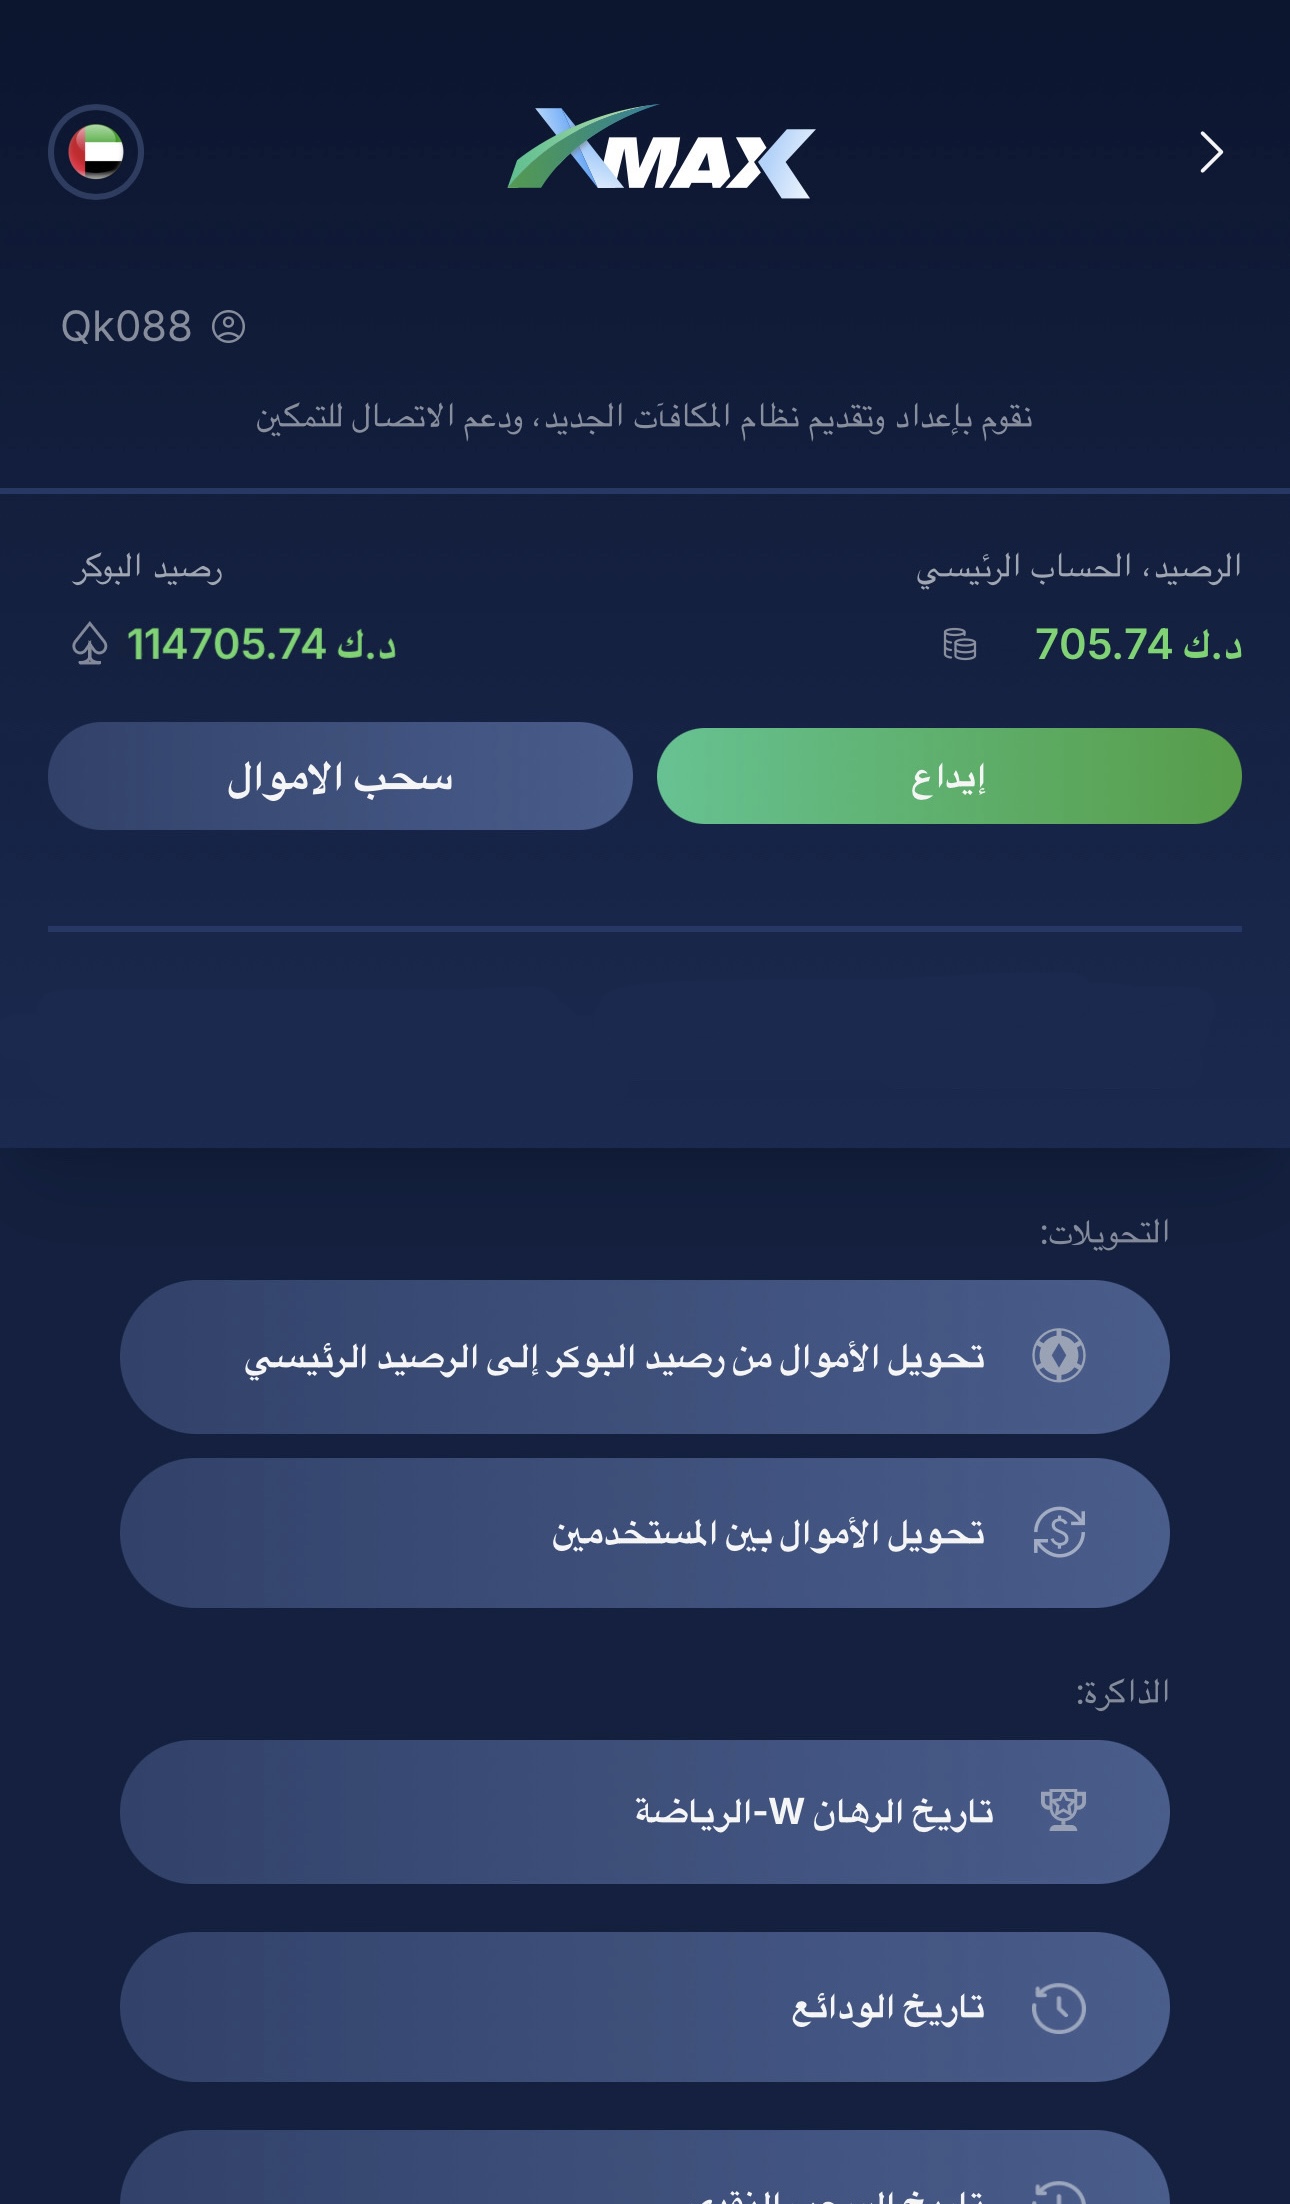 XMAX
Qk088
نقوم بإعداد وتقديم نظام المكافآت الجديد، ودعم الاتصال للتمكين
الرصيد، الحساب الرئيسي
رصيد البوكر
705.74 د.ك
114705.74 د.ك
إيداع
سحب الاموال
التحويلات:
تحويل الأموال من رصيد البوكر إلى الرصيد الرئيسي
تحويل الأموال بين المستخدمين
الذاكرة:
تاريخ الرهان W-الرياضة
تاريخ الودائع